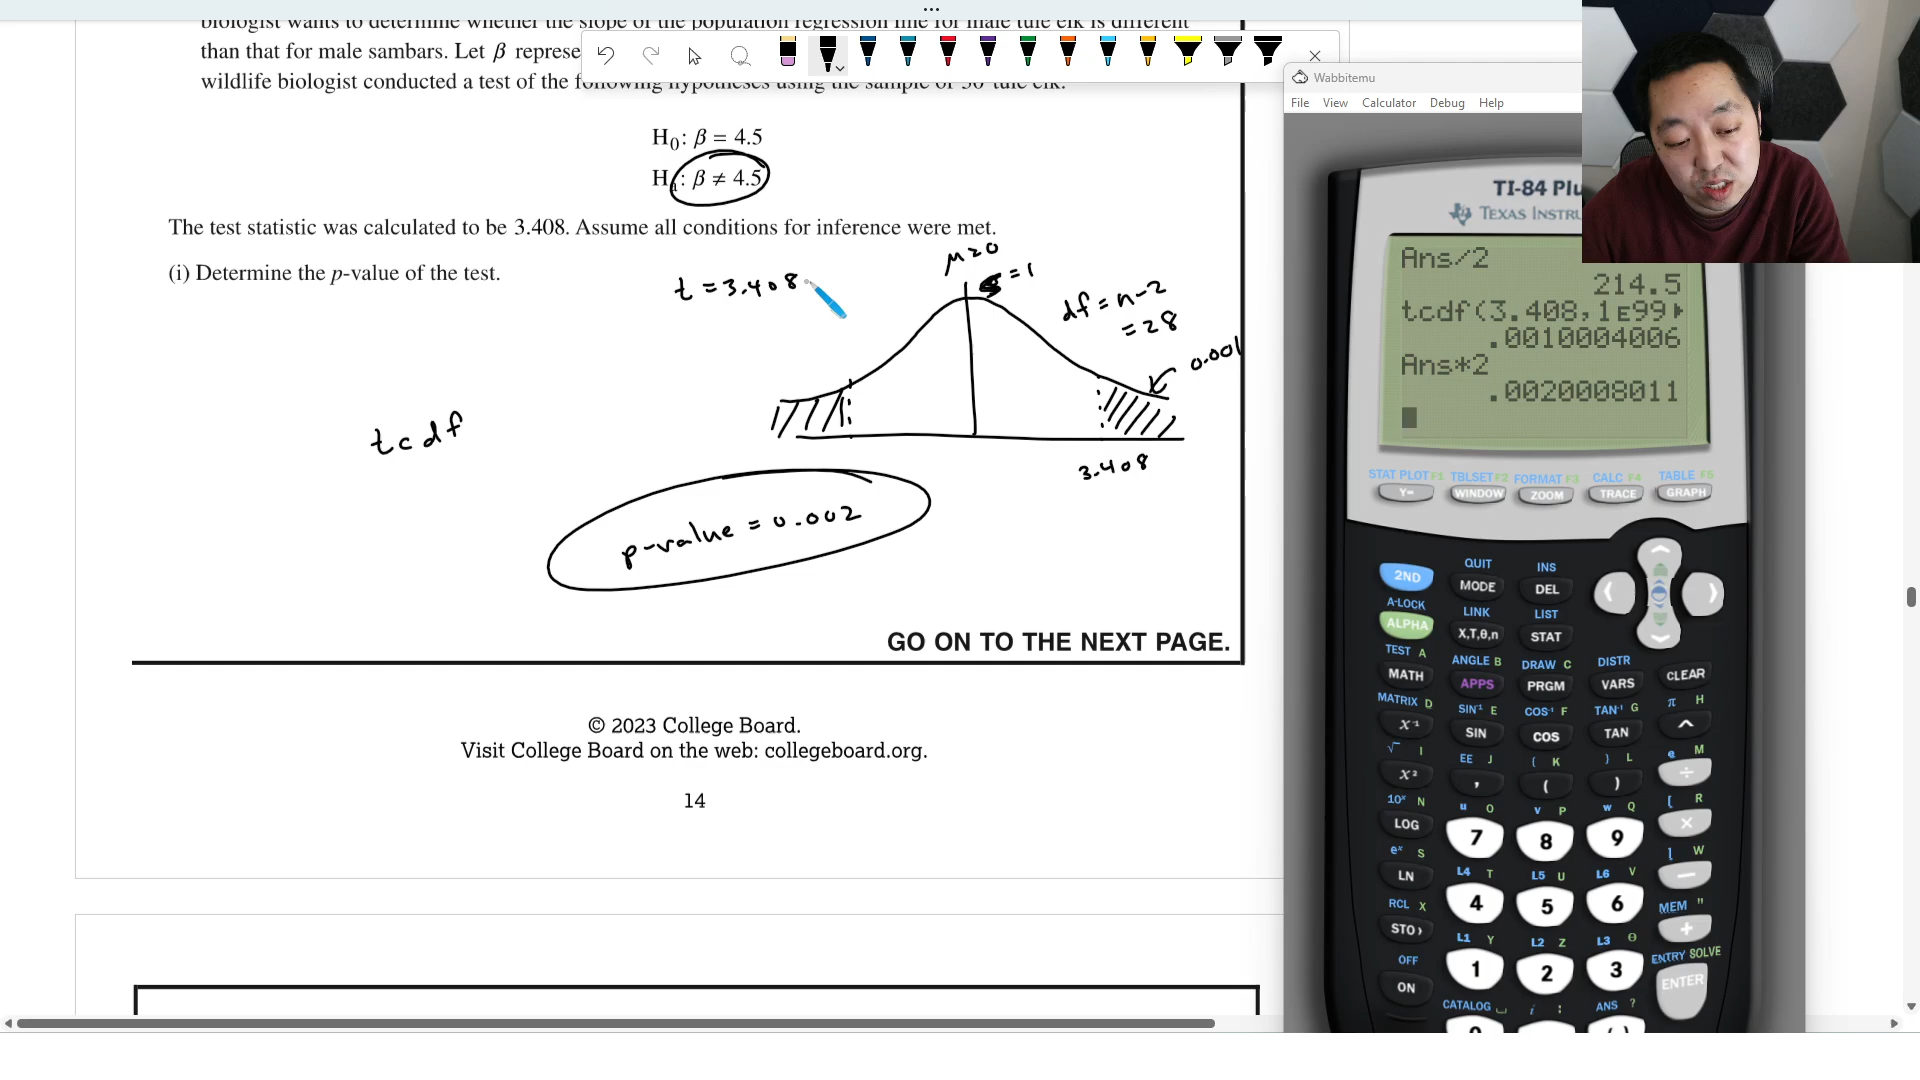 biologist wants to determine whether the slope of the population regression line for male tule elk is different
than that for male sambars. Let β represe
wildlife biologist conducted a test of the following hypotheses using the sample of 30 tule elk.
H0: β = 4.5
Ha: β ≠ 4.5
The test statistic was calculated to be 3.408. Assume all conditions for inference were met.
(i) Determine the p-value of the test.
t = 3.408
μ = 0
= 1
df = n-2
= 28
0.001
3.408
tcdf
p-value = 0.002
GO ON TO THE NEXT PAGE.
© 2023 College Board.
Visit College Board on the web: collegeboard.org.
14
Wabbitemu
File View Calculator Debug Help
TI-84 Plu
TEXAS INSTRU
Ans/2
214.5
tcdf(3.408,1E99
.0010004006
Ans*2
.0020008011
STAT PLOT F1 TBLSET F2 FORMAT F3 CALC F4 TABLE F5
Y= WINDOW ZOOM TRACE GRAPH
QUIT INS
2ND MODE DEL
A-LOCK LINK LIST
ALPHA X,T,θ,n STAT
TEST A ANGLE B DRAW C DISTR
MATH APPS PRGM VARS CLEAR
MATRIX D SIN⁻¹ E COS⁻¹ F TAN⁻¹ G π H
X⁻¹ SIN COS TAN ^
√ I EE J { K } L e M
X² , ( ) ÷
10ˣ N u O v P w Q [ R
LOG 7 8 9 ×
eˣ S L4 T L5 U L6 V ] W
LN 4 5 6 −
RCL X L1 Y L2 Z L3 θ MEM "
STO› 1 2 3 +
OFF ENTRY SOLVE
ON ENTER
CATALOG i : ANS ?
0 . (-)